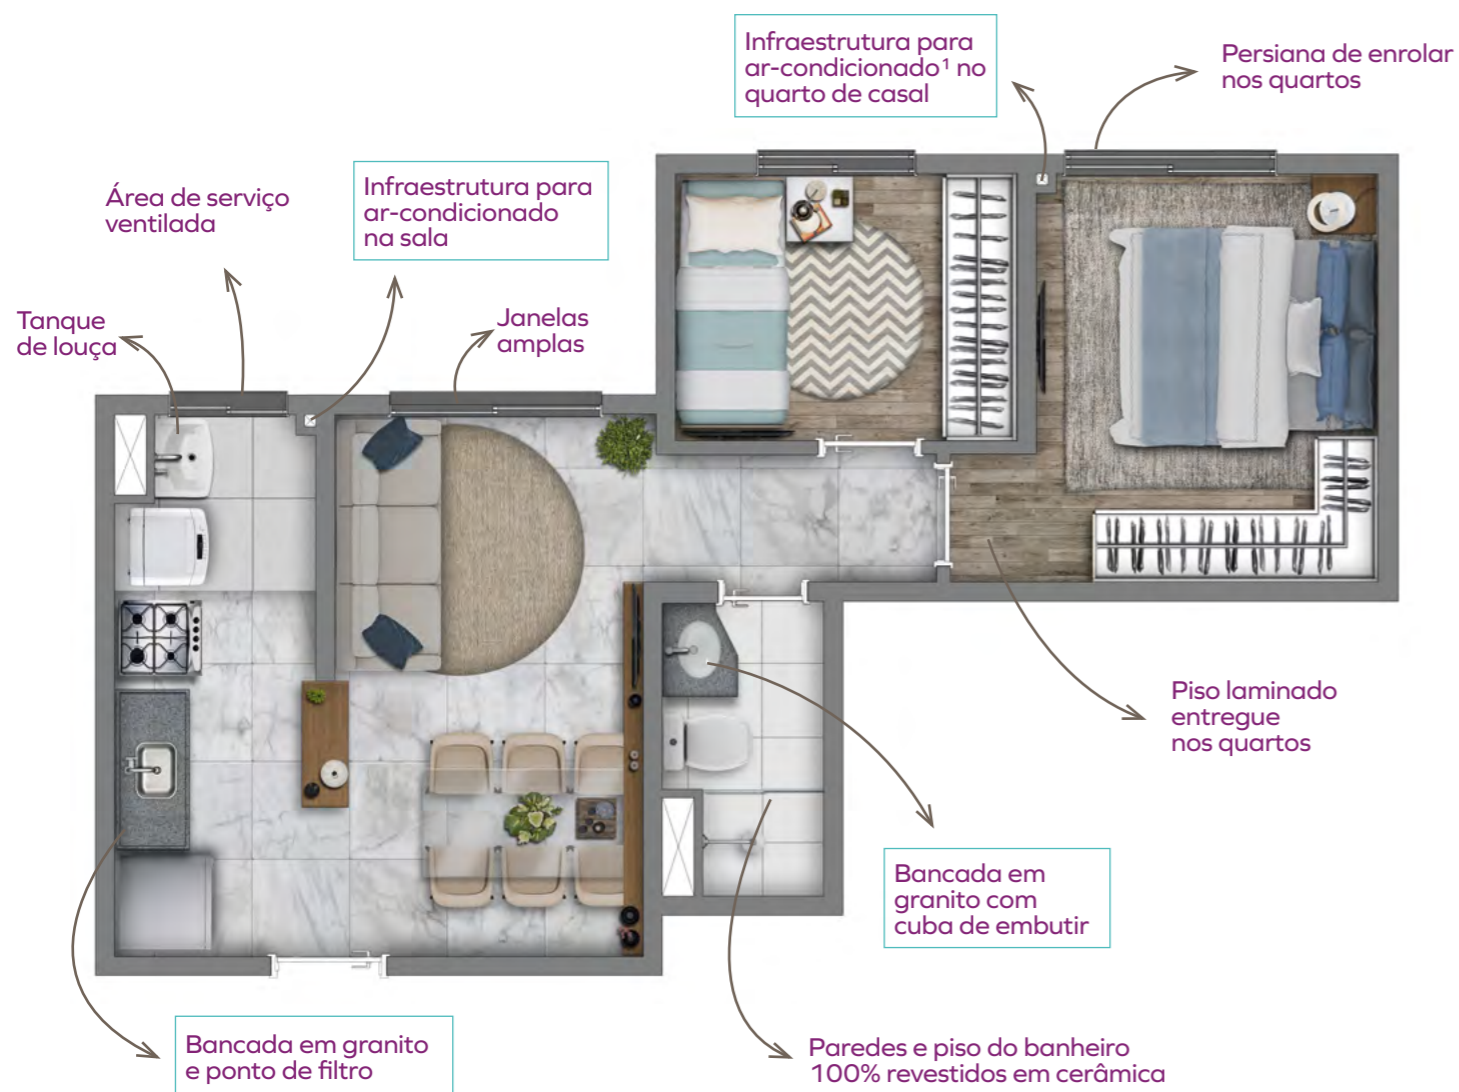 Infraestrutura para
ar-condicionado¹ no
quarto de casal
Persiana de enrolar
nos quartos
Área de serviço
ventilada
Infraestrutura para
ar-condicionado
na sala
Tanque
de louça
Janelas
amplas
Piso laminado
entregue
nos quartos
Bancada em
granito com
cuba de embutir
Bancada em granito
e ponto de filtro
Paredes e piso do banheiro
100% revestidos em cerâmica